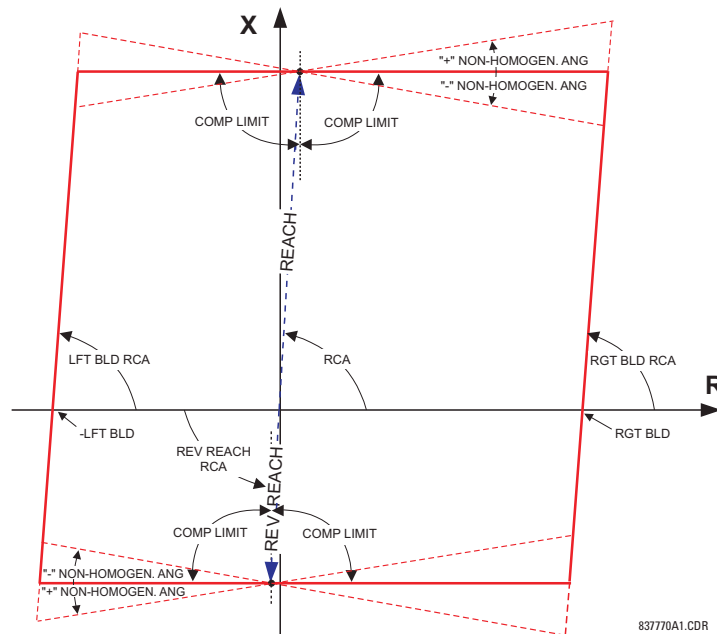 X
"+" NON-HOMOGEN. ANG
"-" NON-HOMOGEN. ANG
COMP LIMIT
COMP LIMIT
REACH
LFT BLD RCA
RCA
RGT BLD RCA
R
-LFT BLD
RGT BLD
REV REACH
RCA
REV REACH
COMP LIMIT
COMP LIMIT
"-" NON-HOMOGEN. ANG
"+" NON-HOMOGEN. ANG
837770A1.CDR